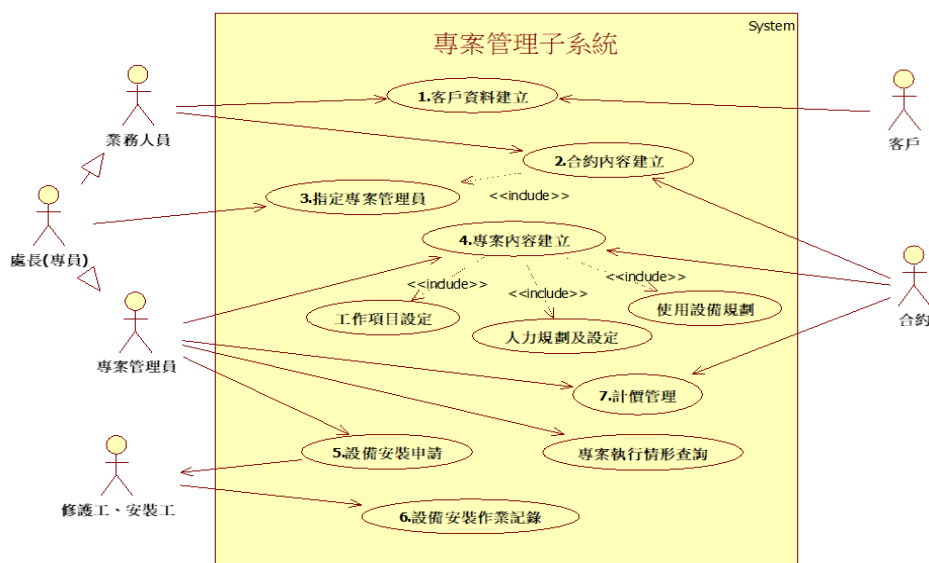 System
專案管理子系統
1.客戶資料建立
業務人員
客戶
2.合約內容建立
3.指定專案管理員
<<include>>
4.專案內容建立
處長(專員)
<<include>>
<<include>>
<<include>>
使用設備規劃
工作項目設定
合約
人力規劃及設定
專案管理員
7.計價管理
5.設備安裝申請
專案執行情形查詢
修護工、安裝工
6.設備安裝作業記錄